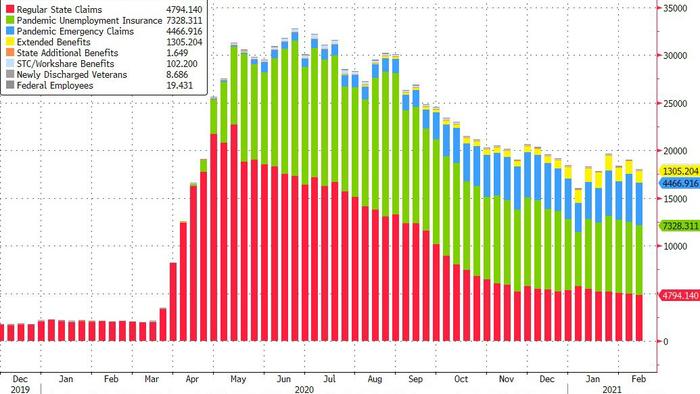 Regular State Claims 4794.140
Pandemic Unemployment Insurance 7328.311
Pandemic Emergency Claims 4466.916
Extended Benefits 1305.204
State Additional Benefits 1.649
STC/Workshare Benefits 102.200
Newly Discharged Veterans 8.686
Federal Employees 19.431
35000
30000
25000
20000
1305.204
4466.916
15000
7328.311
10000
4794.140
0
Dec Jan Feb Mar Apr May Jun Jul Aug Sep Oct Nov Dec Jan Feb
2019 2020 2021